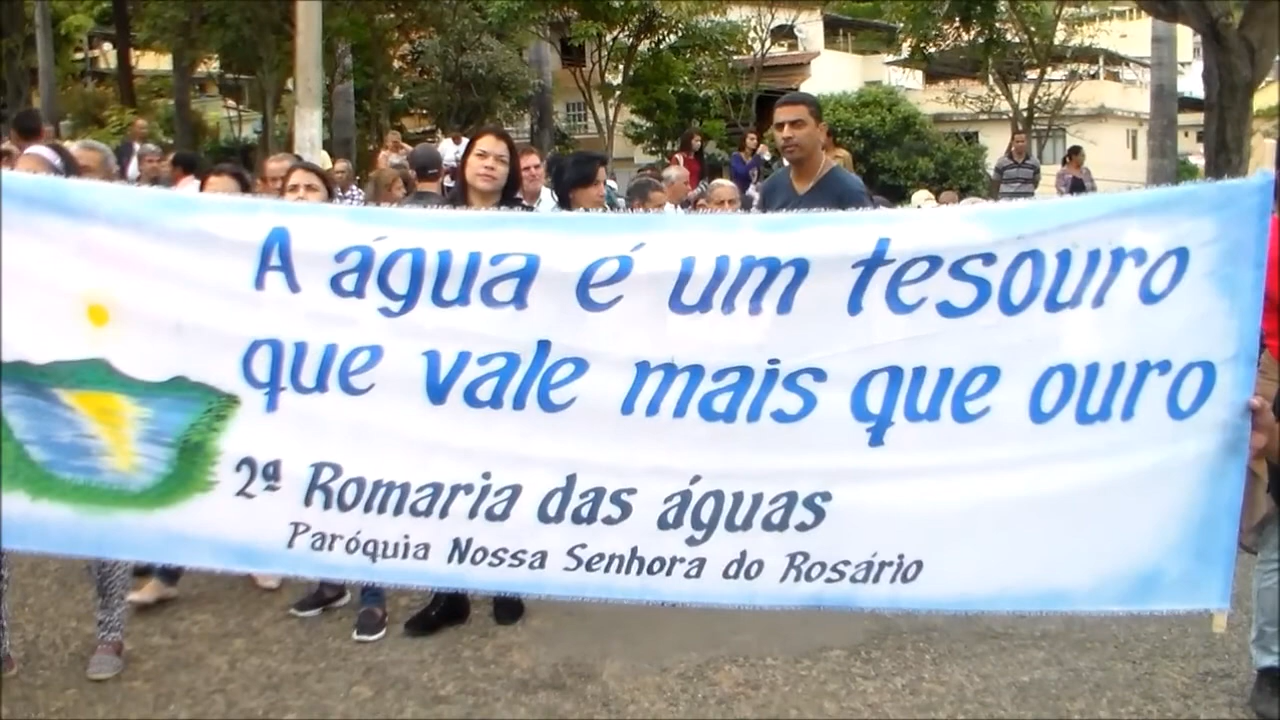 A água é um tesouro
que vale mais que ouro
2ª Romaria das águas
Paróquia Nossa Senhora do Rosário